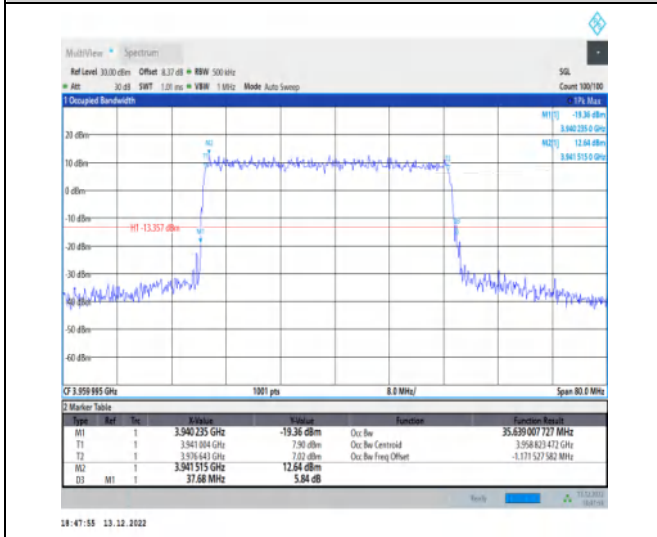 MultiView Spectrum
Ref Level 30.00 dBm Offset 8.37 dB RBW 500 kHz SGL
Att 30 dB SWT 1.01 ms VBW 1 MHz Mode Auto Sweep Count 100/100
1 Occupied Bandwidth 1Pk Max
M1[1] -19.36 dBm
3.940 235 0 GHz
M2[1] 12.64 dBm
3.941 515 0 GHz
20 dBm
M2
T1
10 dBm
0 dBm
-10 dBm
H1 -13.357 dBm
M1
-20 dBm
-30 dBm
-40 dBm
-50 dBm
-60 dBm
CF 3.959 995 GHz 1001 pts 8.0 MHz/ Span 80.0 MHz
2 Marker Table
Type Ref Trc X-Value Y-Value Function Function Result
M1 1 3.940 235 GHz -19.36 dBm Occ Bw 35.639 007 727 MHz
T1 1 3.941 004 GHz 7.90 dBm Occ Bw Centroid 3.958 823 472 GHz
T2 1 3.976 643 GHz 7.02 dBm Occ Bw Freq Offset -1.171 527 582 MHz
M2 1 3.941 515 GHz 12.64 dBm
D3 M1 1 37.68 MHz 5.84 dB
Ready 13.12.2022
18:47:55 13.12.2022